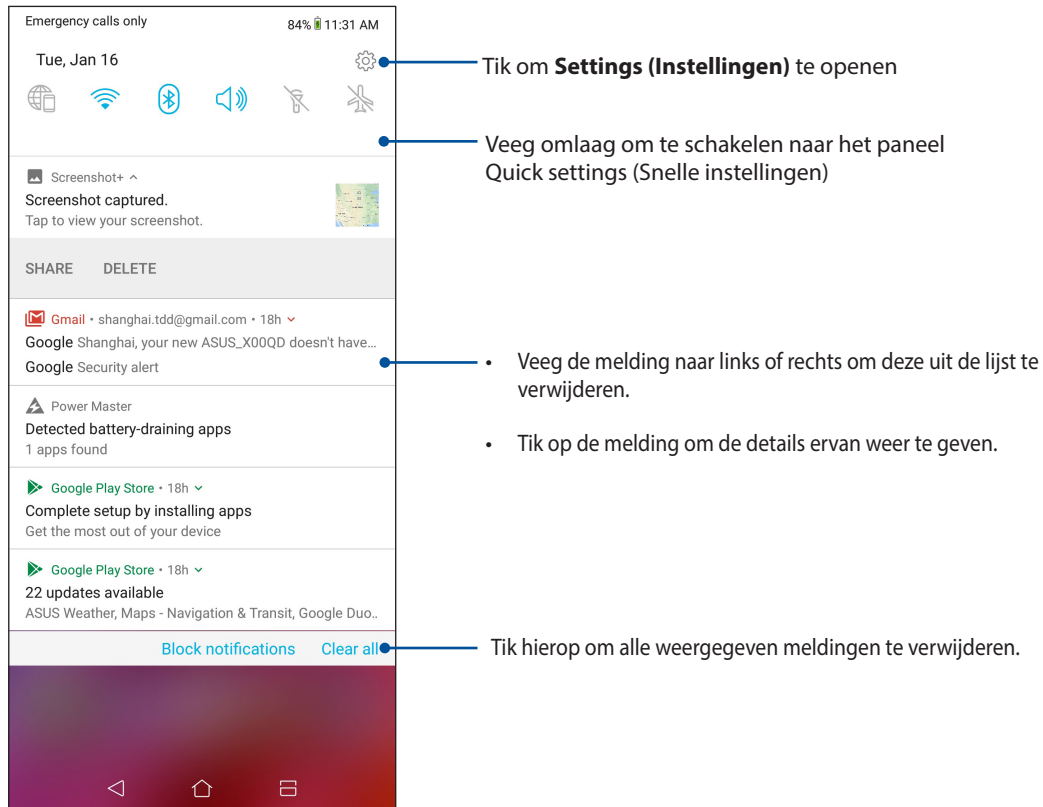 Emergency calls only
84% 11:31 AM
Tue, Jan 16
Tik om Settings (Instellingen) te openen
Veeg omlaag om te schakelen naar het paneel
Quick settings (Snelle instellingen)
Screenshot+
Screenshot captured.
Tap to view your screenshot.
SHARE DELETE
Gmail • shanghai.tdd@gmail.com • 18h
Google Shanghai, your new ASUS_X00QD doesn't have...
Google Security alert
• Veeg de melding naar links of rechts om deze uit de lijst te
verwijderen.
• Tik op de melding om de details ervan weer te geven.
Power Master
Detected battery-draining apps
1 apps found
Google Play Store • 18h
Complete setup by installing apps
Get the most out of your device
Google Play Store • 18h
22 updates available
ASUS Weather, Maps - Navigation & Transit, Google Duo..
Block notifications Clear all
Tik hierop om alle weergegeven meldingen te verwijderen.